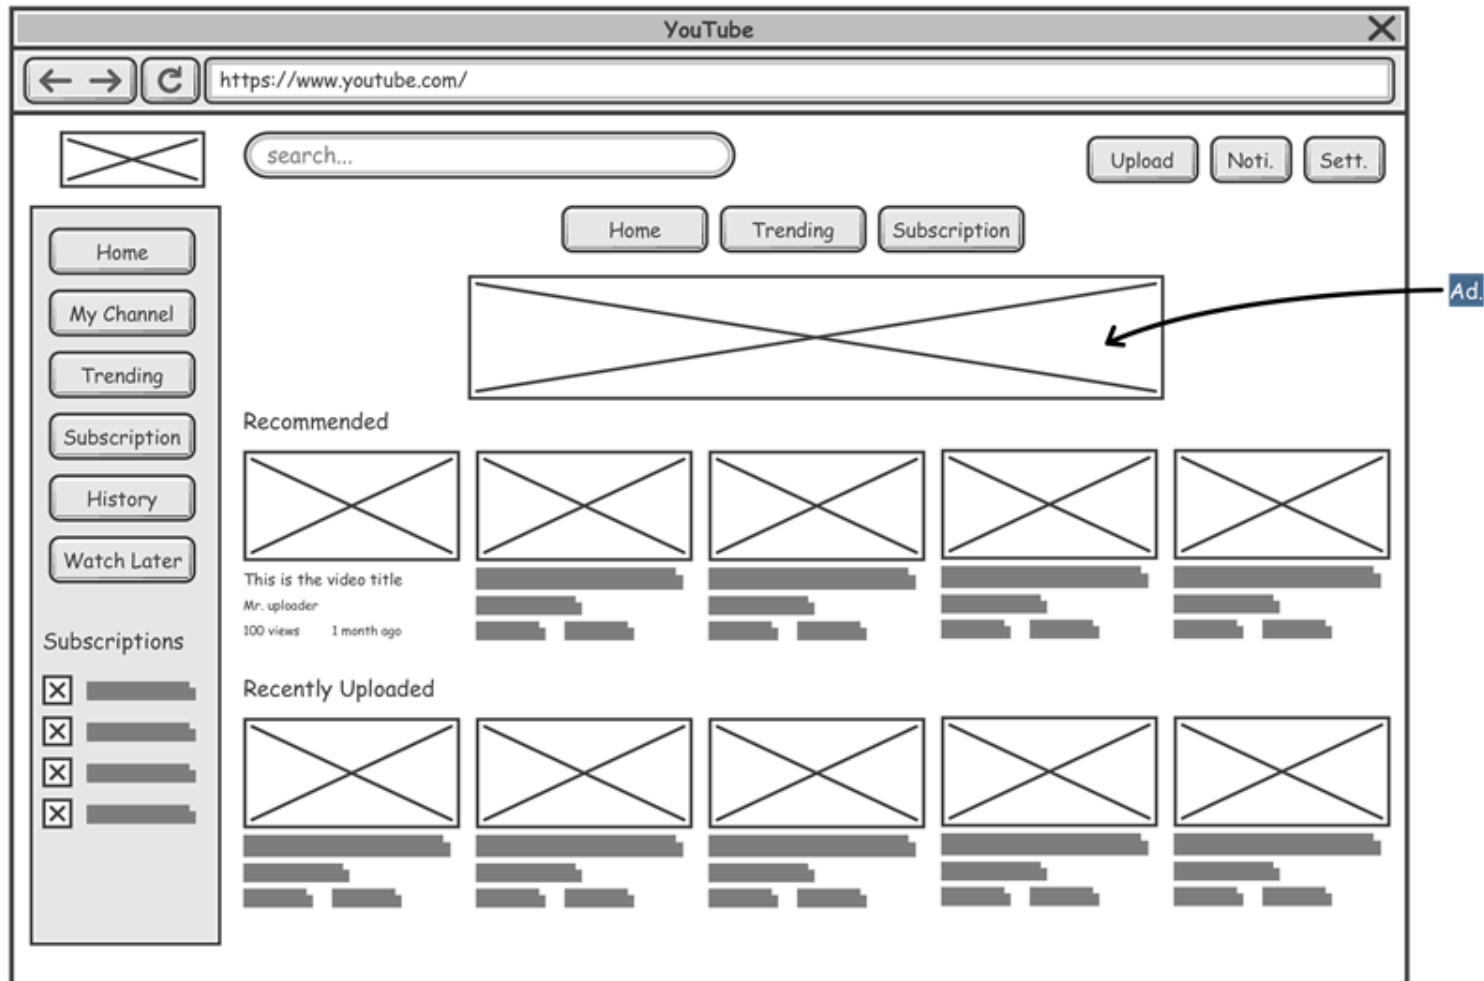 YouTube
https://www.youtube.com/
search...
Upload
Noti.
Sett.
Home
Trending
Subscription
Ad.
Home
My Channel
Trending
Subscription
History
Watch Later
Subscriptions
Recommended
This is the video title
Mr. uploader
100 views 1 month ago
Recently Uploaded